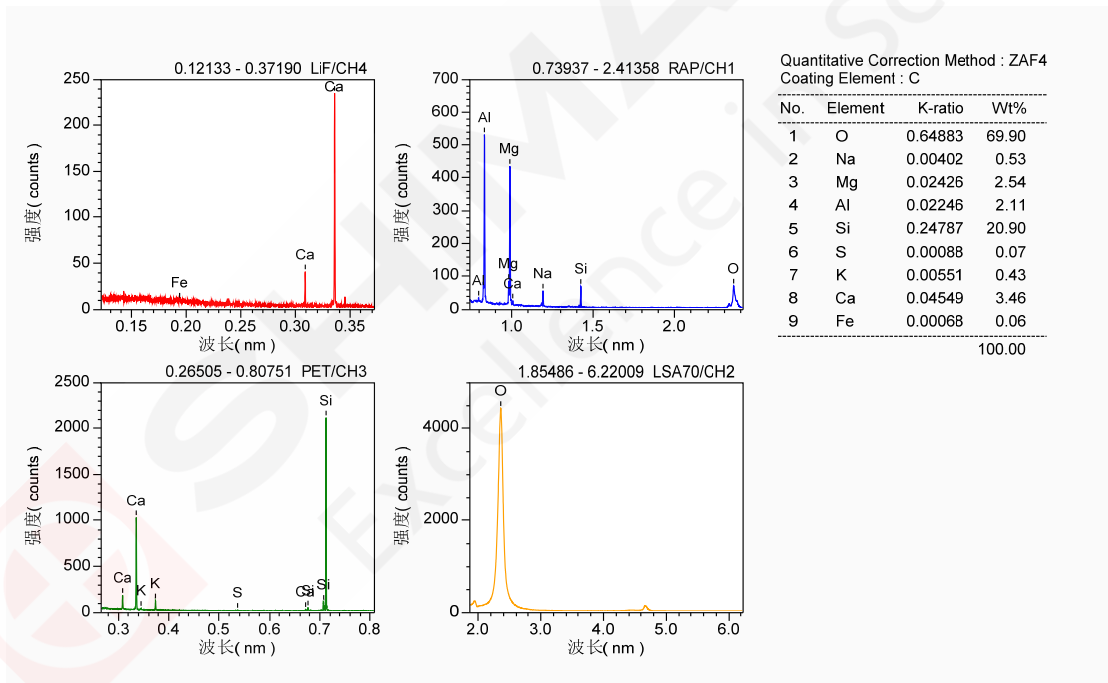 0.12133 - 0.37190 LiF/CH4
250
200
150
100
50
0
强度( counts )
Ca
Ca
Fe
0.15
0.20
0.25
0.30
0.35
波长( nm )
0.73937 - 2.41358 RAP/CH1
700
600
500
400
300
200
100
0
强度( counts )
Al
Mg
Mg
Al
Ca
Na
Si
O
1.0
1.5
2.0
波长( nm )
Quantitative Correction Method : ZAF4
Coating Element : C
No. Element K-ratio Wt%
1 O 0.64883 69.90
2 Na 0.00402 0.53
3 Mg 0.02426 2.54
4 Al 0.02246 2.11
5 Si 0.24787 20.90
6 S 0.00088 0.07
7 K 0.00551 0.43
8 Ca 0.04549 3.46
9 Fe 0.00068 0.06
100.00
0.26505 - 0.80751 PET/CH3
2500
2000
1500
1000
500
0
强度( counts )
Si
Ca
Ca
K
K
S
Ca
Si
Si
0.3
0.4
0.5
0.6
0.7
0.8
波长( nm )
1.85486 - 6.22009 LSA70/CH2
4000
2000
0
强度( counts )
O
2.0
3.0
4.0
5.0
6.0
波长( nm )
Excellence in